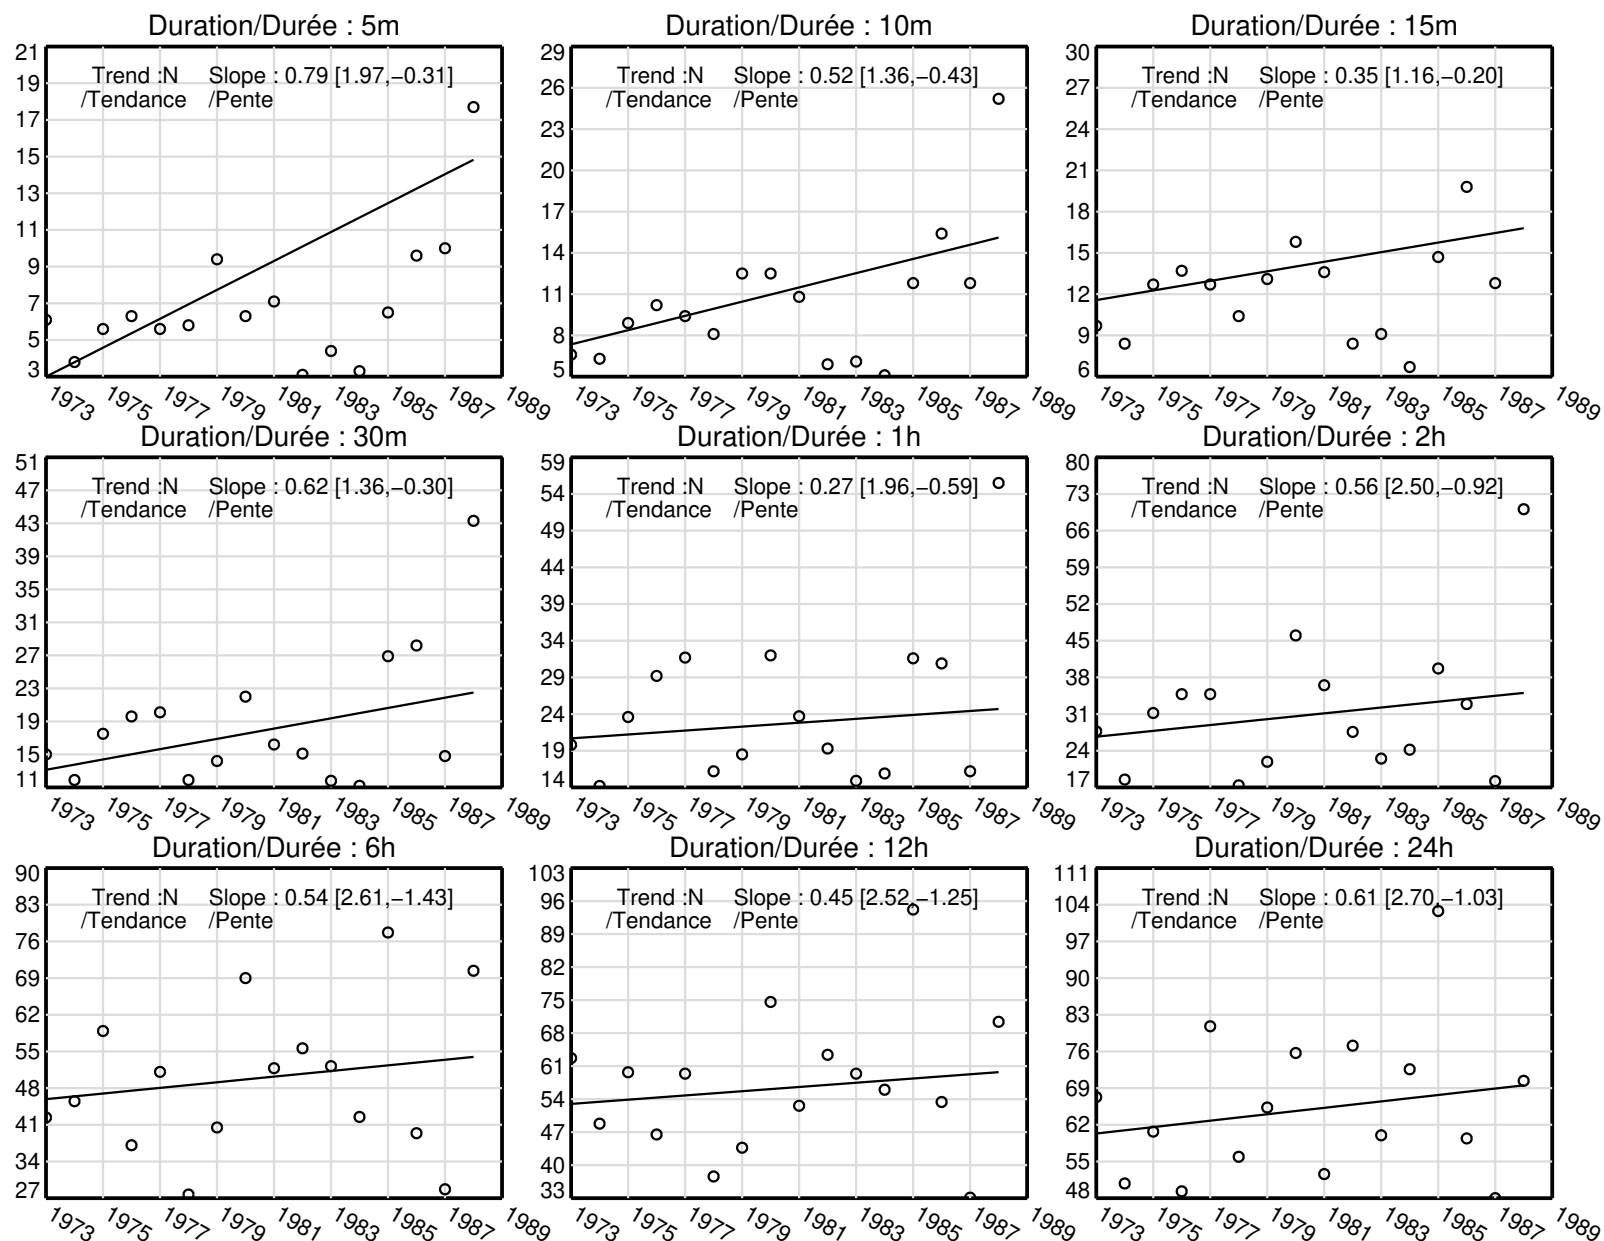 Duration/Durée : 5m
21
19
17
15
13
11
9
7
5
3
Trend :N Slope : 0.79 [1.97,−0.31]
/Tendance /Pente
1973 1975 1977 1979 1981 1983 1985 1987 1989
Duration/Durée : 10m
29
26
23
20
17
14
11
8
5
Trend :N Slope : 0.52 [1.36,−0.43]
/Tendance /Pente
1973 1975 1977 1979 1981 1983 1985 1987 1989
Duration/Durée : 15m
30
27
24
21
18
15
12
9
6
Trend :N Slope : 0.35 [1.16,−0.20]
/Tendance /Pente
1973 1975 1977 1979 1981 1983 1985 1987 1989
Duration/Durée : 30m
51
47
43
39
35
31
27
23
19
15
11
Trend :N Slope : 0.62 [1.36,−0.30]
/Tendance /Pente
1973 1975 1977 1979 1981 1983 1985 1987 1989
Duration/Durée : 1h
59
54
49
44
39
34
29
24
19
14
Trend :N Slope : 0.27 [1.96,−0.59]
/Tendance /Pente
1973 1975 1977 1979 1981 1983 1985 1987 1989
Duration/Durée : 2h
80
73
66
59
52
45
38
31
24
17
Trend :N Slope : 0.56 [2.50,−0.92]
/Tendance /Pente
1973 1975 1977 1979 1981 1983 1985 1987 1989
Duration/Durée : 6h
90
83
76
69
62
55
48
41
34
27
Trend :N Slope : 0.54 [2.61,−1.43]
/Tendance /Pente
1973 1975 1977 1979 1981 1983 1985 1987 1989
Duration/Durée : 12h
103
96
89
82
75
68
61
54
47
40
33
Trend :N Slope : 0.45 [2.52,−1.25]
/Tendance /Pente
1973 1975 1977 1979 1981 1983 1985 1987 1989
Duration/Durée : 24h
111
104
97
90
83
76
69
62
55
48
Trend :N Slope : 0.61 [2.70,−1.03]
/Tendance /Pente
1973 1975 1977 1979 1981 1983 1985 1987 1989